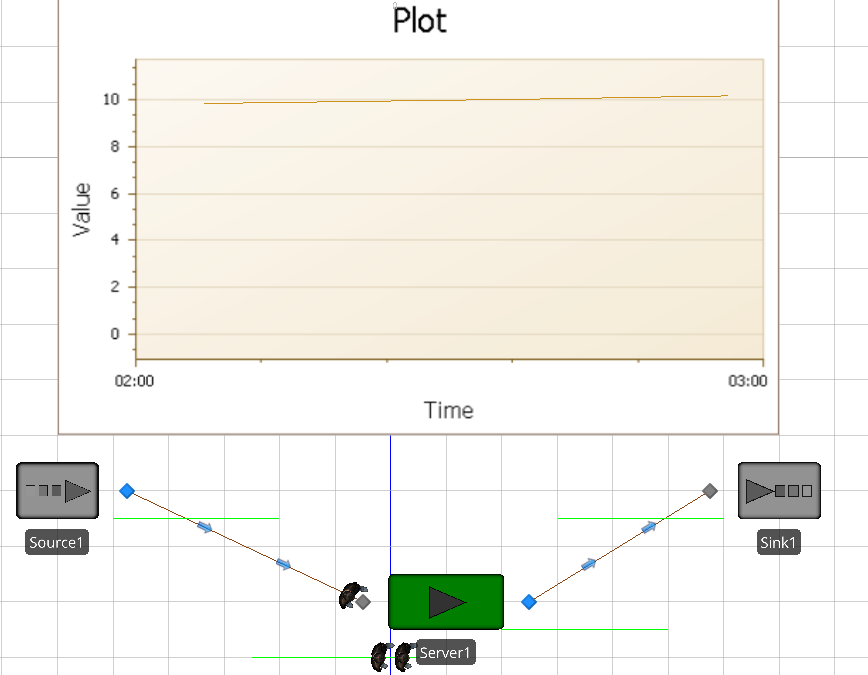 Plot
10
8
6
4
2
0
Value
02:00
03:00
Time
Source1
Sink1
Server1